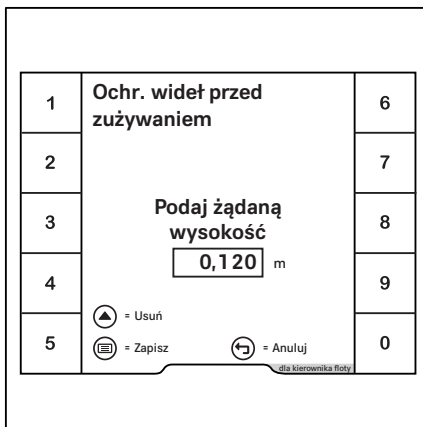 1
Ochr. wideł przed
6
zużywaniem
2
7
3
Podaj żądaną
8
wysokość
0,120 m
4
9
= Usuń
5
= Zapisz
= Anuluj
0
dla kierownika floty